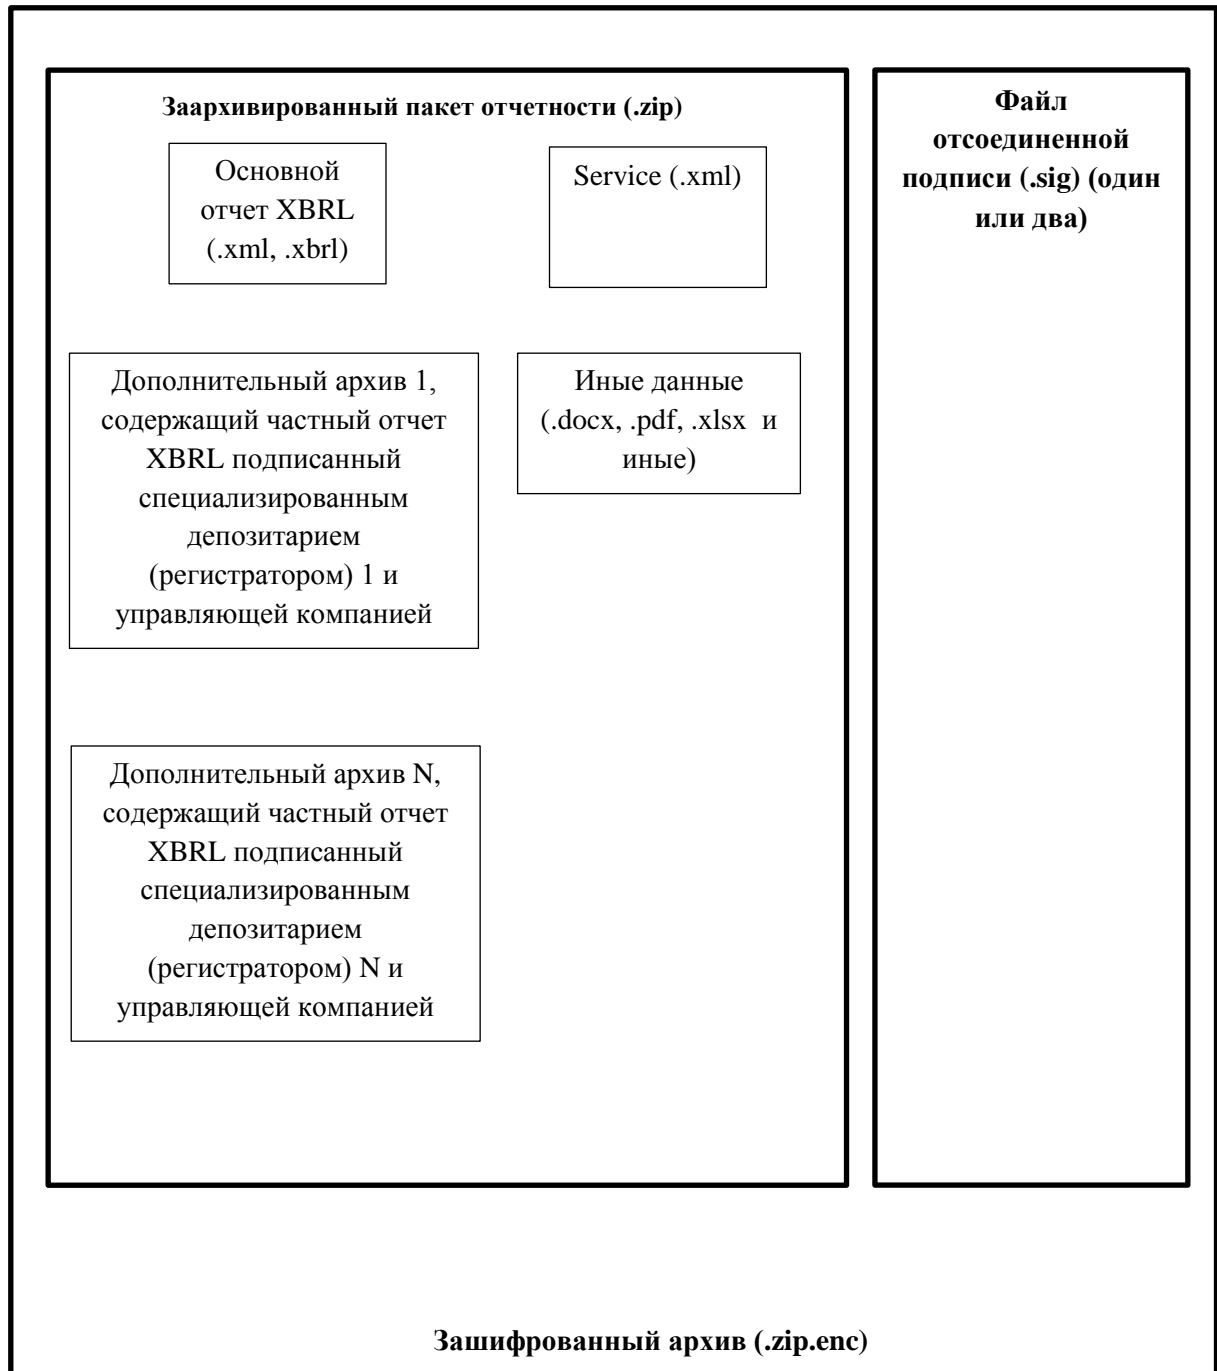 Заархивированный пакет отчетности (.zip)
Основной
отчет XBRL
(.xml, .xbrl)
Service (.xml)
Дополнительный архив 1,
содержащий частный отчет
XBRL подписанный
специализированным
депозитарием
(регистратором) 1 и
управляющей компанией
Иные данные
(.docx, .pdf, .xlsx и
иные)
Дополнительный архив N,
содержащий частный отчет
XBRL подписанный
специализированным
депозитарием
(регистратором) N и
управляющей компанией
Файл
отсоединенной
подписи (.sig) (один
или два)
Зашифрованный архив (.zip.enc)